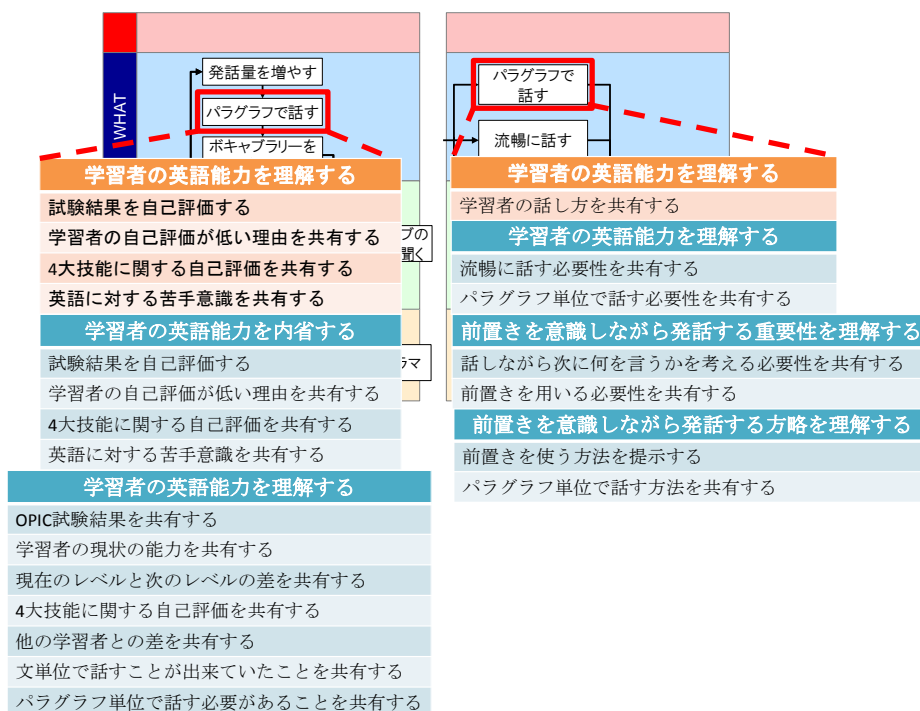 WHAT
発話量を増やす
パラグラフで話す
ボキャブラリーを
プの
聞く
ラマ
学習者の英語能力を理解する
試験結果を自己評価する
学習者の自己評価が低い理由を共有する
4大技能に関する自己評価を共有する
英語に対する苦手意識を共有する
学習者の英語能力を内省する
試験結果を自己評価する
学習者の自己評価が低い理由を共有する
4大技能に関する自己評価を共有する
英語に対する苦手意識を共有する
学習者の英語能力を理解する
OPIC試験結果を共有する
学習者の現状の能力を共有する
現在のレベルと次のレベルの差を共有する
4大技能に関する自己評価を共有する
他の学習者との差を共有する
文単位で話すことが出来ていたことを共有する
パラグラフ単位で話す必要があることを共有する
パラグラフで
話す
流暢に話す
学習者の英語能力を理解する
学習者の話し方を共有する
学習者の英語能力を理解する
流暢に話す必要性を共有する
パラグラフ単位で話す必要性を共有する
前置きを意識しながら発話する重要性を理解する
話しながら次に何を言うかを考える必要性を共有する
前置きを用いる必要性を共有する
前置きを意識しながら発話する方略を理解する
前置きを使う方法を提示する
パラグラフ単位で話す方法を共有する